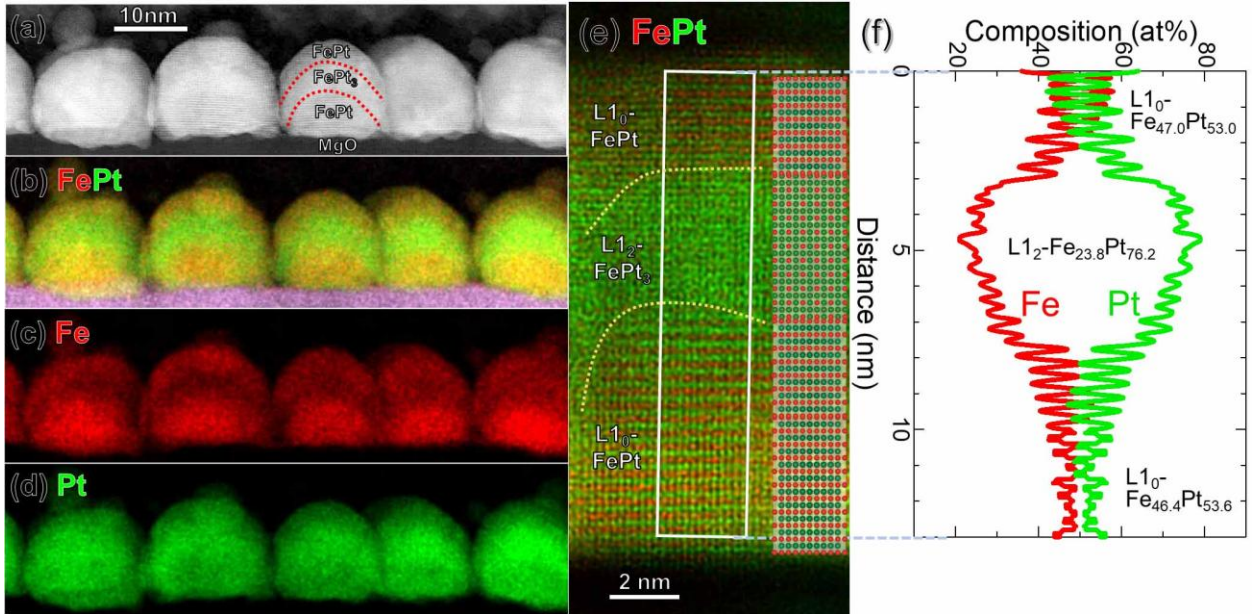 (a)
10nm
FePt
FePt₃
FePt
MgO
(b) FePt
(c) Fe
(d) Pt
(e) FePt
L1₀-
FePt
L1₂-
FePt₃
L1₀-
FePt
2 nm
(f)
Composition (at%)
20 40 60 80
0
5
10
Distance (nm)
L1₀-
Fe₄₇.₀Pt₅₃.₀
L1₂-Fe₂₃.₈Pt₇₆.₂
Fe
Pt
L1₀-
Fe₄₆.₄Pt₅₃.₆